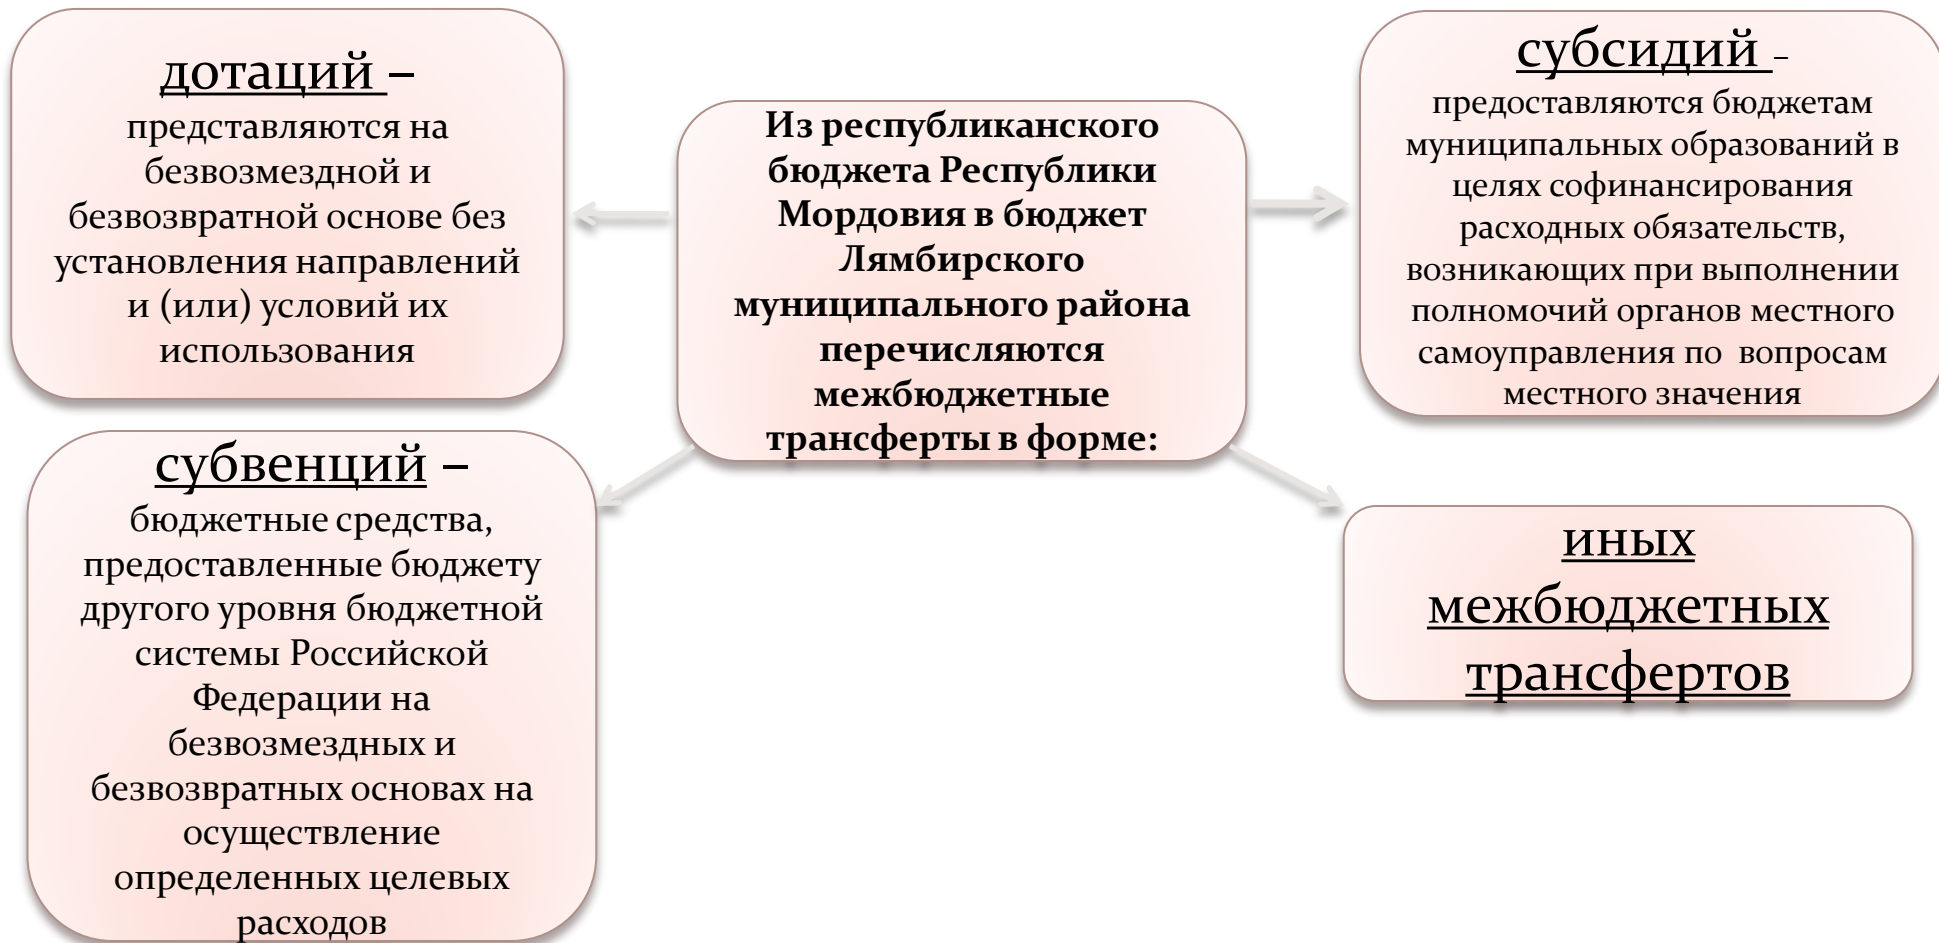 дотаций –
представляются на
безвозмездной и
безвозвратной основе без
установления направлений
и (или) условий их
использования
Из республиканского
бюджета Республики
Мордовия в бюджет
Лямбирского
муниципального района
перечисляются
межбюджетные
трансферты в форме:
субсидий –
предоставляются бюджетам
муниципальных образований в
целях софинансирования
расходных обязательств,
возникающих при выполнении
полномочий органов местного
самоуправления по вопросам
местного значения
субвенций –
бюджетные средства,
предоставленные бюджету
другого уровня бюджетной
системы Российской
Федерации на
безвозмездных и
безвозвратных основах на
осуществление
определенных целевых
расходов
иных
межбюджетных
трансфертов